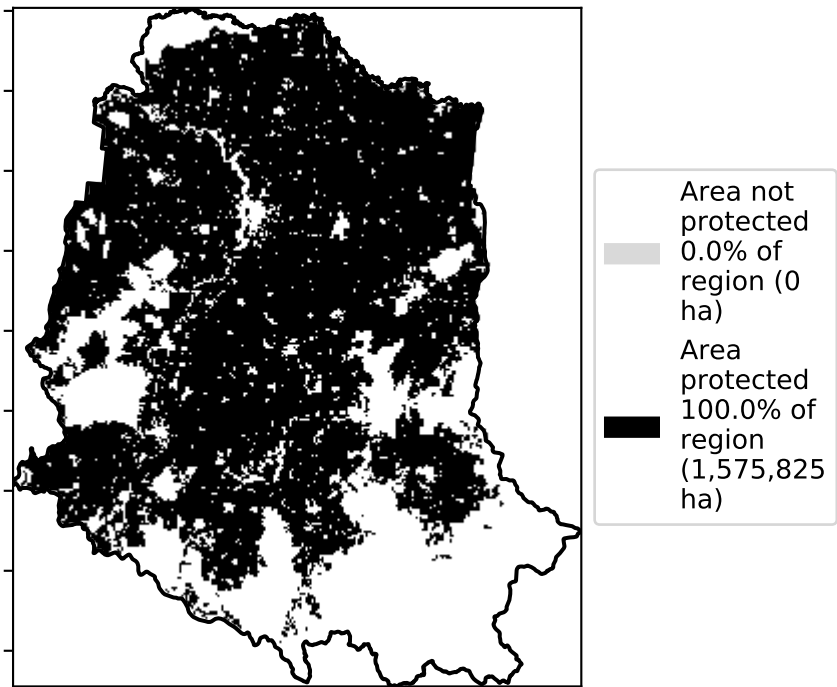 Area not
protected
0.0% of
region (0
ha)
Area
protected
100.0% of
region
(1,575,825
ha)